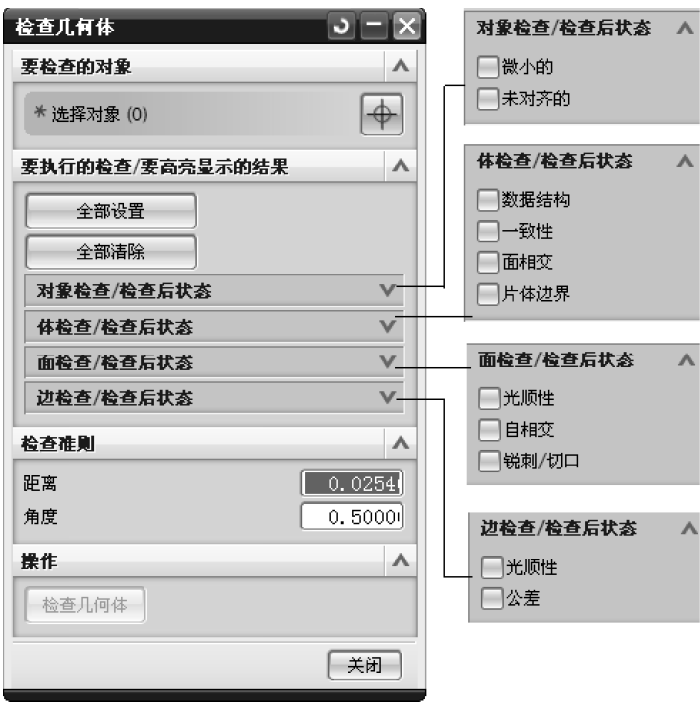 检查几何体
要检查的对象
* 选择对象 (0)
要执行的检查/要高亮显示的结果
全部设置
全部清除
对象检查/检查后状态
体检查/检查后状态
面检查/检查后状态
边检查/检查后状态
检查准则
距离 0.0254
角度 0.5000
操作
检查几何体
关闭
对象检查/检查后状态
微小的
未对齐的
体检查/检查后状态
数据结构
一致性
面相交
片体边界
面检查/检查后状态
光顺性
自相交
锐刺/切口
边检查/检查后状态
光顺性
公差